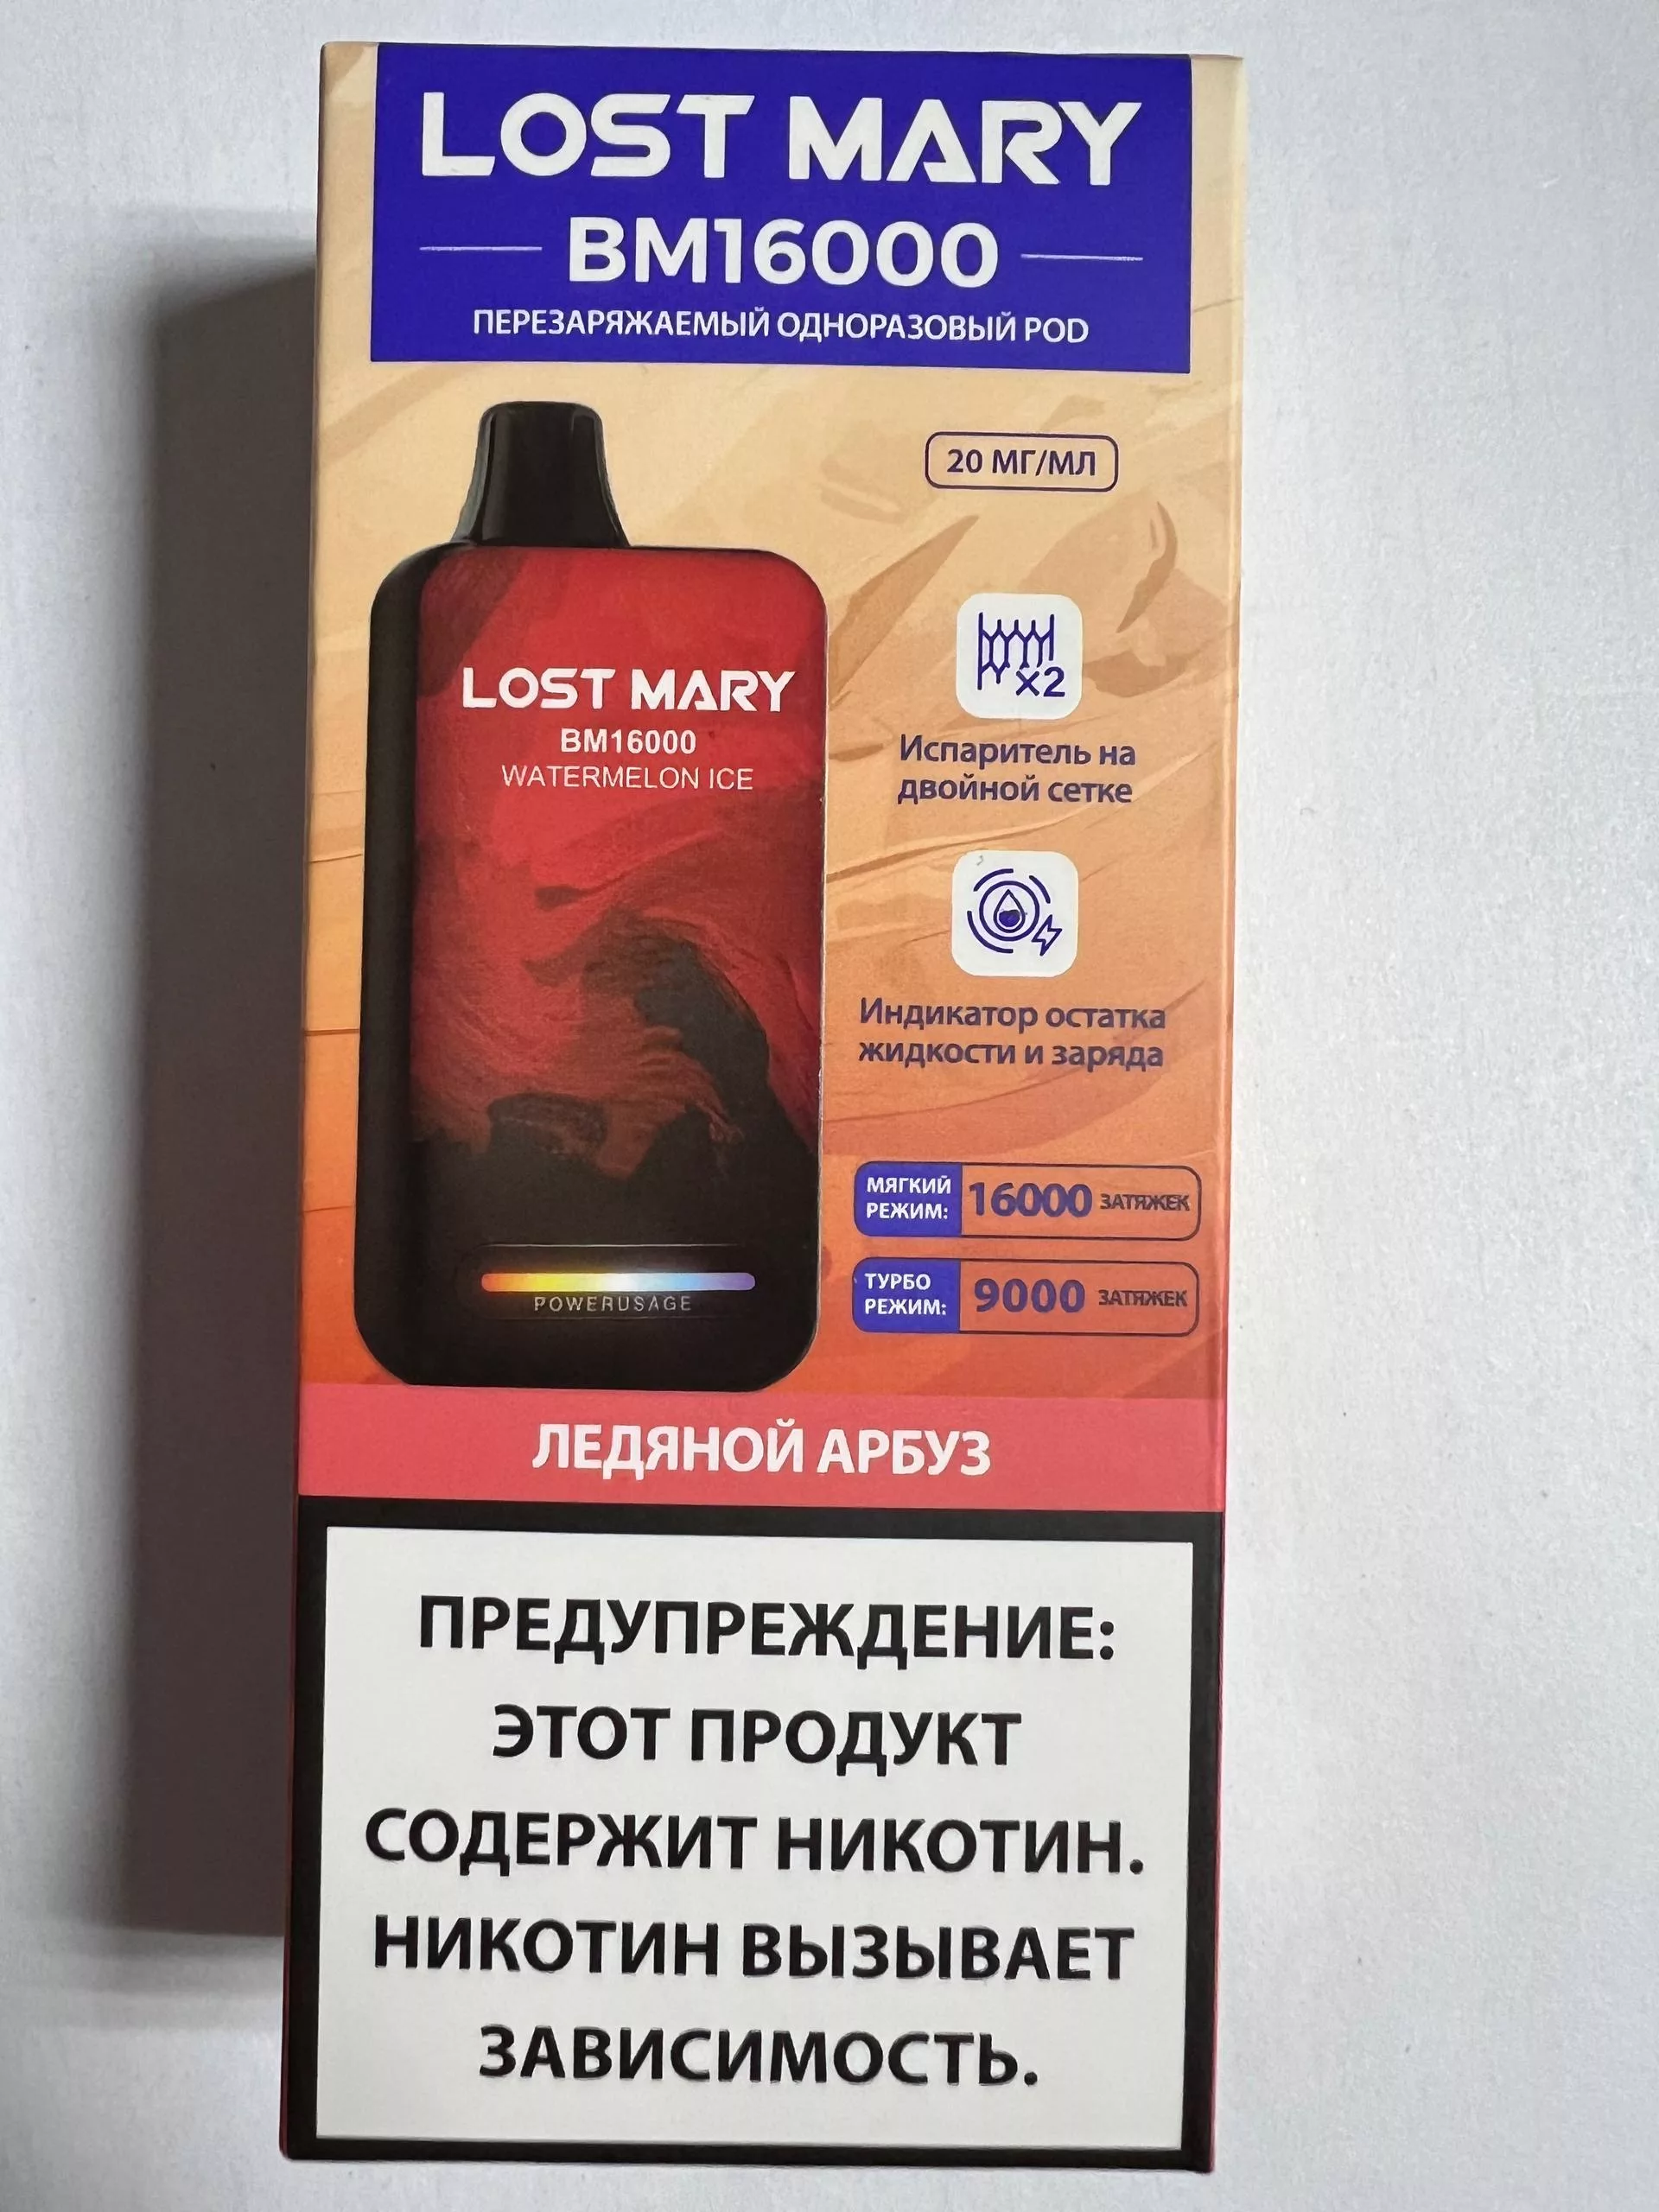 LOST MARY
BM16000
ПЕРЕЗАРЯЖАЕМЫЙ ОДНОРАЗОВЫЙ POD
20 МГ/МЛ
LOST MARY
BM16000
WATERMELON ICE
x2
Испаритель на
двойной сетке
Индикатор остатка
жидкости и заряда
МЯГКИЙ
РЕЖИМ:
16000 ЗАТЯЖЕК
ТУРБО
РЕЖИМ:
9000 ЗАТЯЖЕК
POWERUSAGE
ЛЕДЯНОЙ АРБУЗ
ПРЕДУПРЕЖДЕНИЕ:
ЭТОТ ПРОДУКТ
СОДЕРЖИТ НИКОТИН.
НИКОТИН ВЫЗЫВАЕТ
ЗАВИСИМОСТЬ.